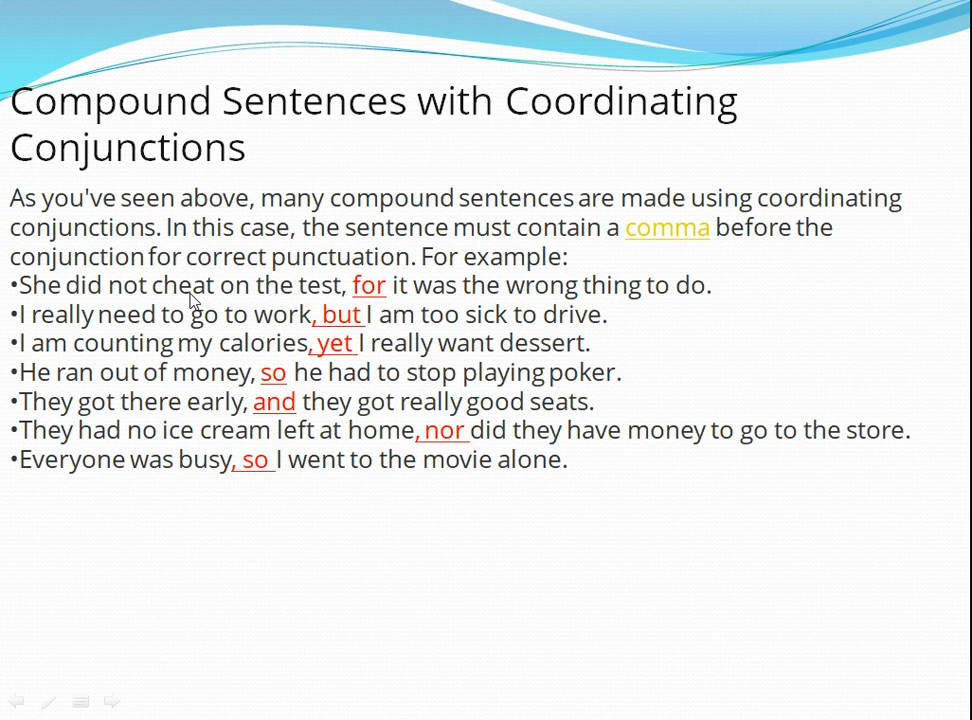 Compound Sentences with Coordinating
Conjunctions
As you've seen above, many compound sentences are made using coordinating
conjunctions. In this case, the sentence must contain a comma before the
conjunction for correct punctuation. For example:
•She did not cheat on the test, for it was the wrong thing to do.
•I really need to go to work, but I am too sick to drive.
•I am counting my calories, yet I really want dessert.
•He ran out of money, so he had to stop playing poker.
•They got there early, and they got really good seats.
•They had no ice cream left at home, nor did they have money to go to the store.
•Everyone was busy, so I went to the movie alone.